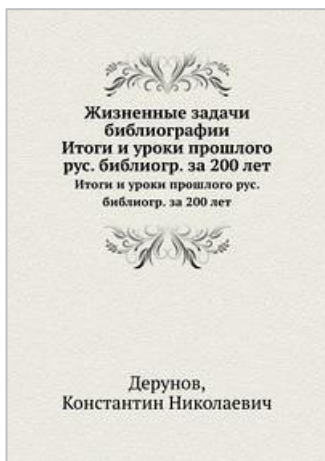 Жизненные задачи
библиографии
Итоги и уроки прошлого
рус. библиогр. за 200 лет
Итоги и уроки прошлого рус.
библиогр. за 200 лет
Дерунов,
Константин Николаевич